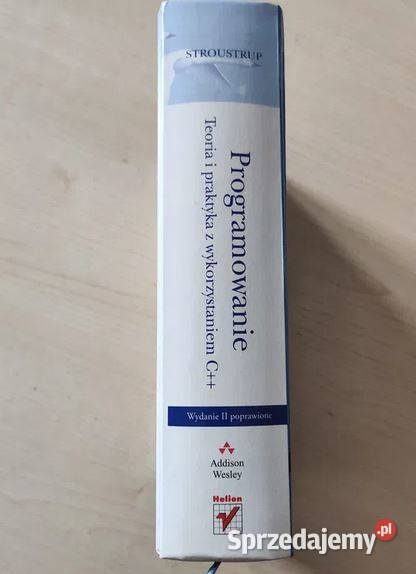 STROUSTRUP
Programowanie
Teoria i praktyka z wykorzystaniem C++
Wydanie II poprawione
Addison
Wesley
Helion
Sprzedajemy.pl